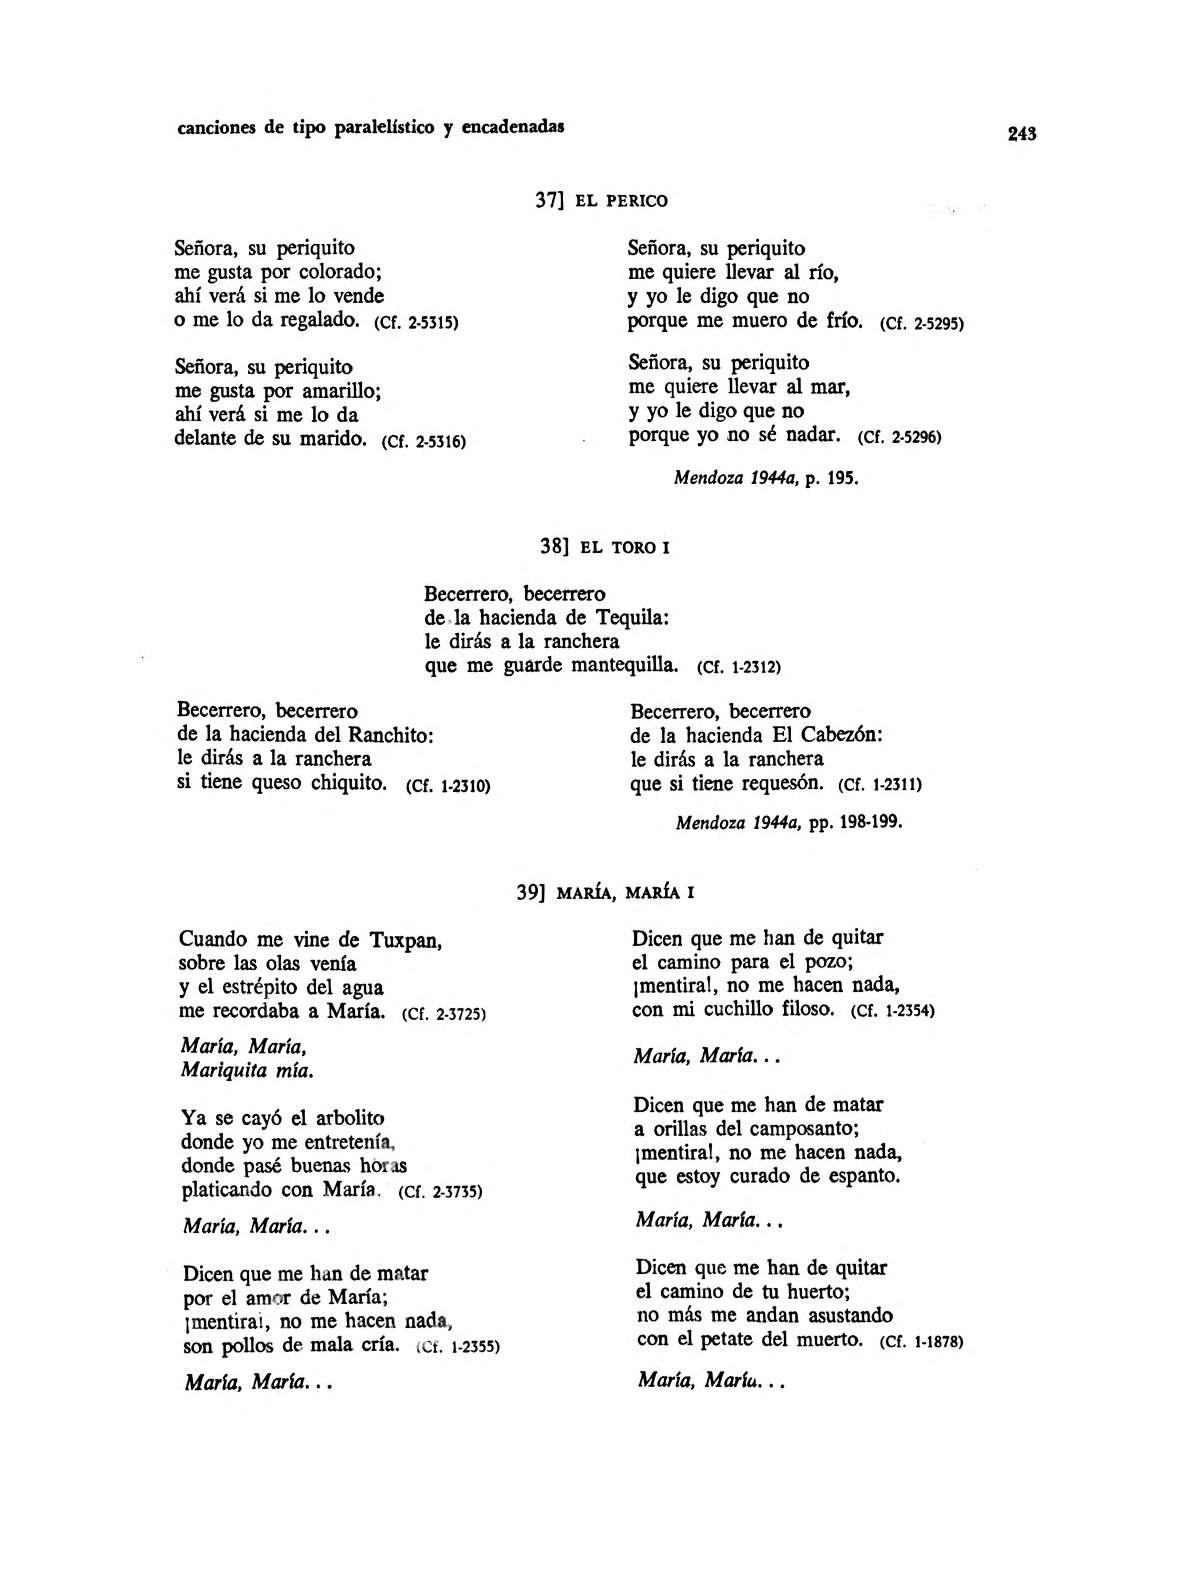 canciones de tipo paralelístico y encadenadas
243
37] EL PERICO
Señora, su periquito
me gusta por colorado;
ahí verá si me lo vende
o me lo da regalado. (Cf. 2-5315)
Señora, su periquito
me gusta por amarillo;
ahí verá si me lo da
delante de su marido. (Cf. 2-5316)
Señora, su periquito
me quiere llevar al río,
y yo le digo que no
porque me muero de frío. (Cf. 2-5295)
Señora, su periquito
me quiere llevar al mar,
y yo le digo que no
porque yo no sé nadar. (Cf. 2-5296)
Mendoza 1944a, p. 195.
38] EL TORO I
Becerrero, becerrero
de la hacienda de Tequila:
le dirás a la ranchera
que me guarde mantequilla. (Cf. 1-2312)
Becerrero, becerrero
de la hacienda del Ranchito:
le dirás a la ranchera
si tiene queso chiquito. (Cf. 1-2310)
Becerrero, becerrero
de la hacienda El Cabezón:
le dirás a la ranchera
que si tiene requesón. (Cf. 1-2311)
Mendoza 1944a, pp. 198-199.
39] MARÍA, MARÍA I
Cuando me vine de Tuxpan,
sobre las olas venía
y el estrépito del agua
me recordaba a María. (Cf. 2-3725)
María, María,
Mariquita mía.
Ya se cayó el arbolito
donde yo me entretenía,
donde pasé buenas horas
platicando con María. (Cf. 2-3735)
María, María...
Dicen que me han de matar
por el amor de María;
¡mentira!, no me hacen nada,
son pollos de mala cría. (Cf. 1-2355)
María, María...
Dicen que me han de quitar
el camino para el pozo;
¡mentira!, no me hacen nada,
con mi cuchillo filoso. (Cf. 1-2354)
María, María...
Dicen que me han de matar
a orillas del camposanto;
¡mentira!, no me hacen nada,
que estoy curado de espanto.
María, María...
Dicen que me han de quitar
el camino de tu huerto;
no más me andan asustando
con el petate del muerto. (Cf. 1-1878)
María, María...